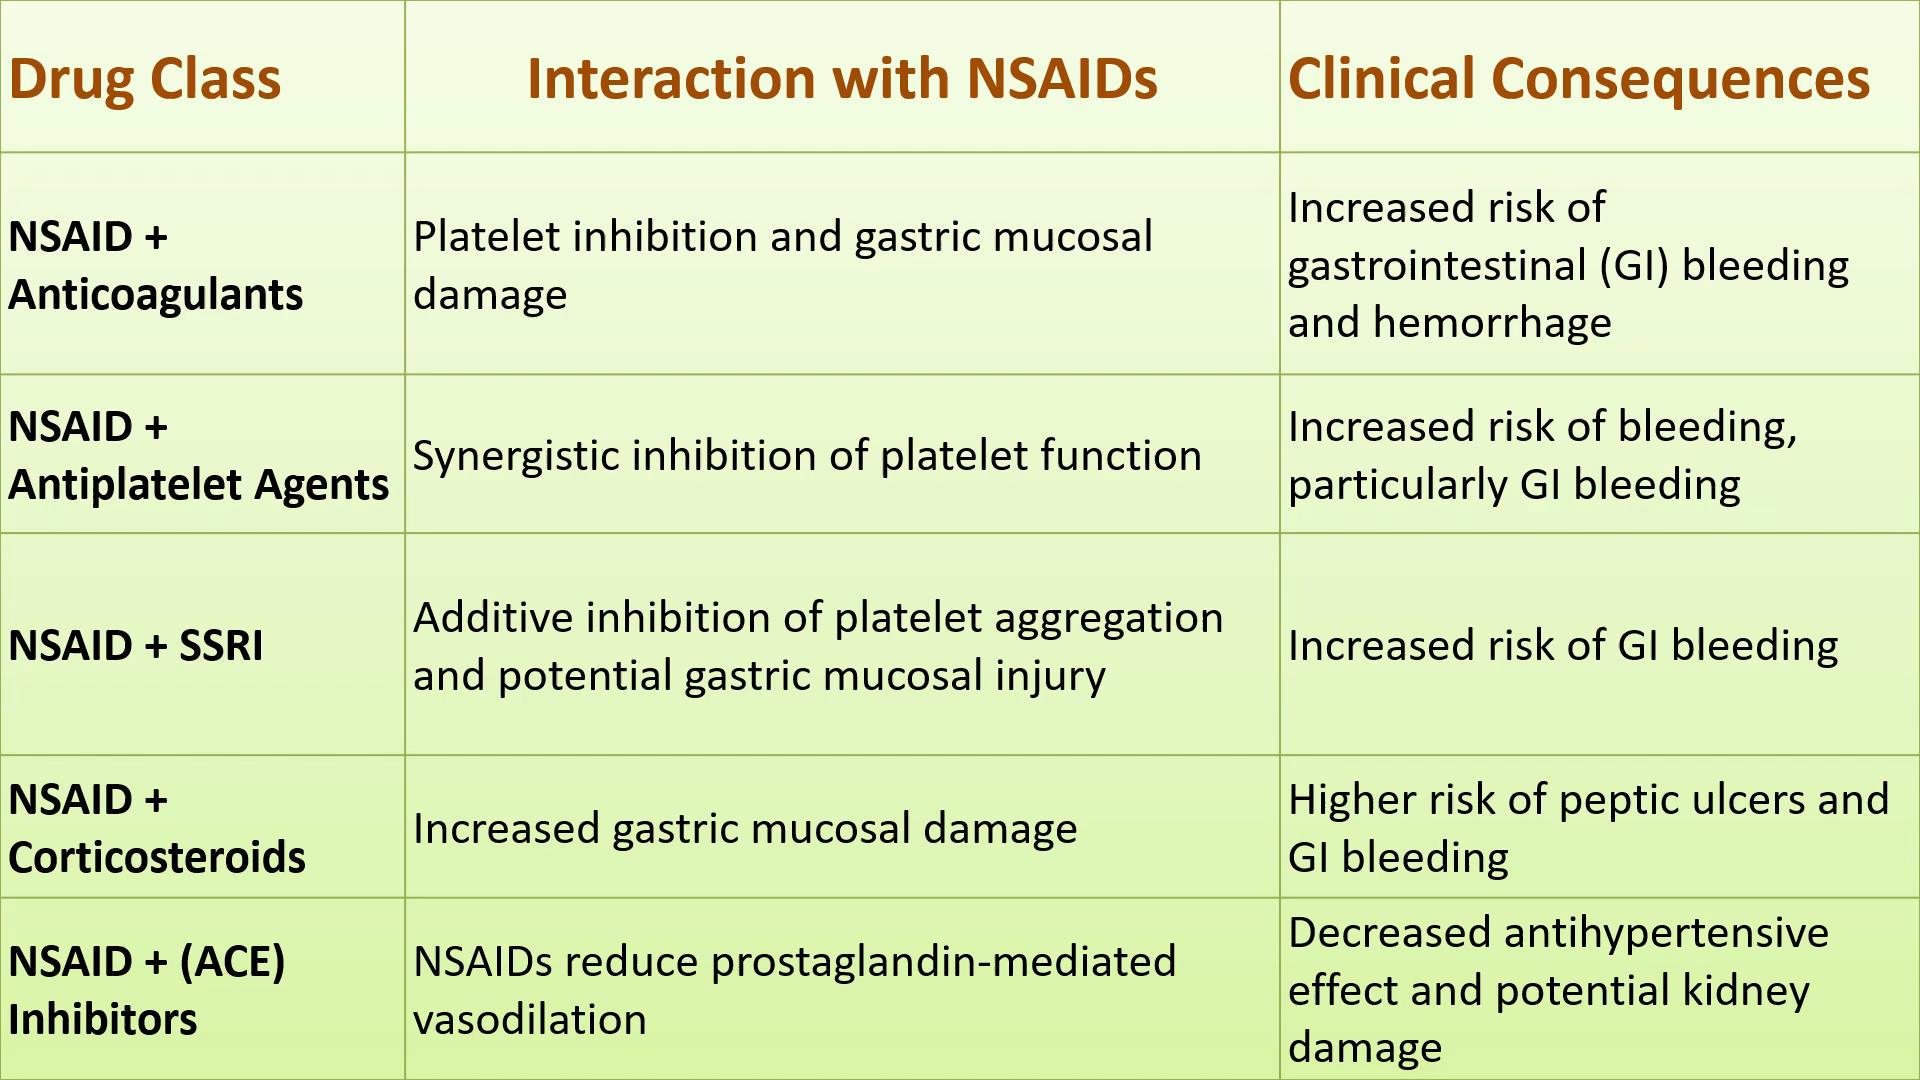 Drug Class
Interaction with NSAIDs
Clinical Consequences
NSAID +
Anticoagulants
Platelet inhibition and gastric mucosal
damage
Increased risk of
gastrointestinal (GI) bleeding
and hemorrhage
NSAID +
Antiplatelet Agents
Synergistic inhibition of platelet function
Increased risk of bleeding,
particularly GI bleeding
NSAID + SSRI
Additive inhibition of platelet aggregation
and potential gastric mucosal injury
Increased risk of GI bleeding
NSAID +
Corticosteroids
Increased gastric mucosal damage
Higher risk of peptic ulcers and
GI bleeding
NSAID + (ACE)
Inhibitors
NSAIDs reduce prostaglandin-mediated
vasodilation
Decreased antihypertensive
effect and potential kidney
damage